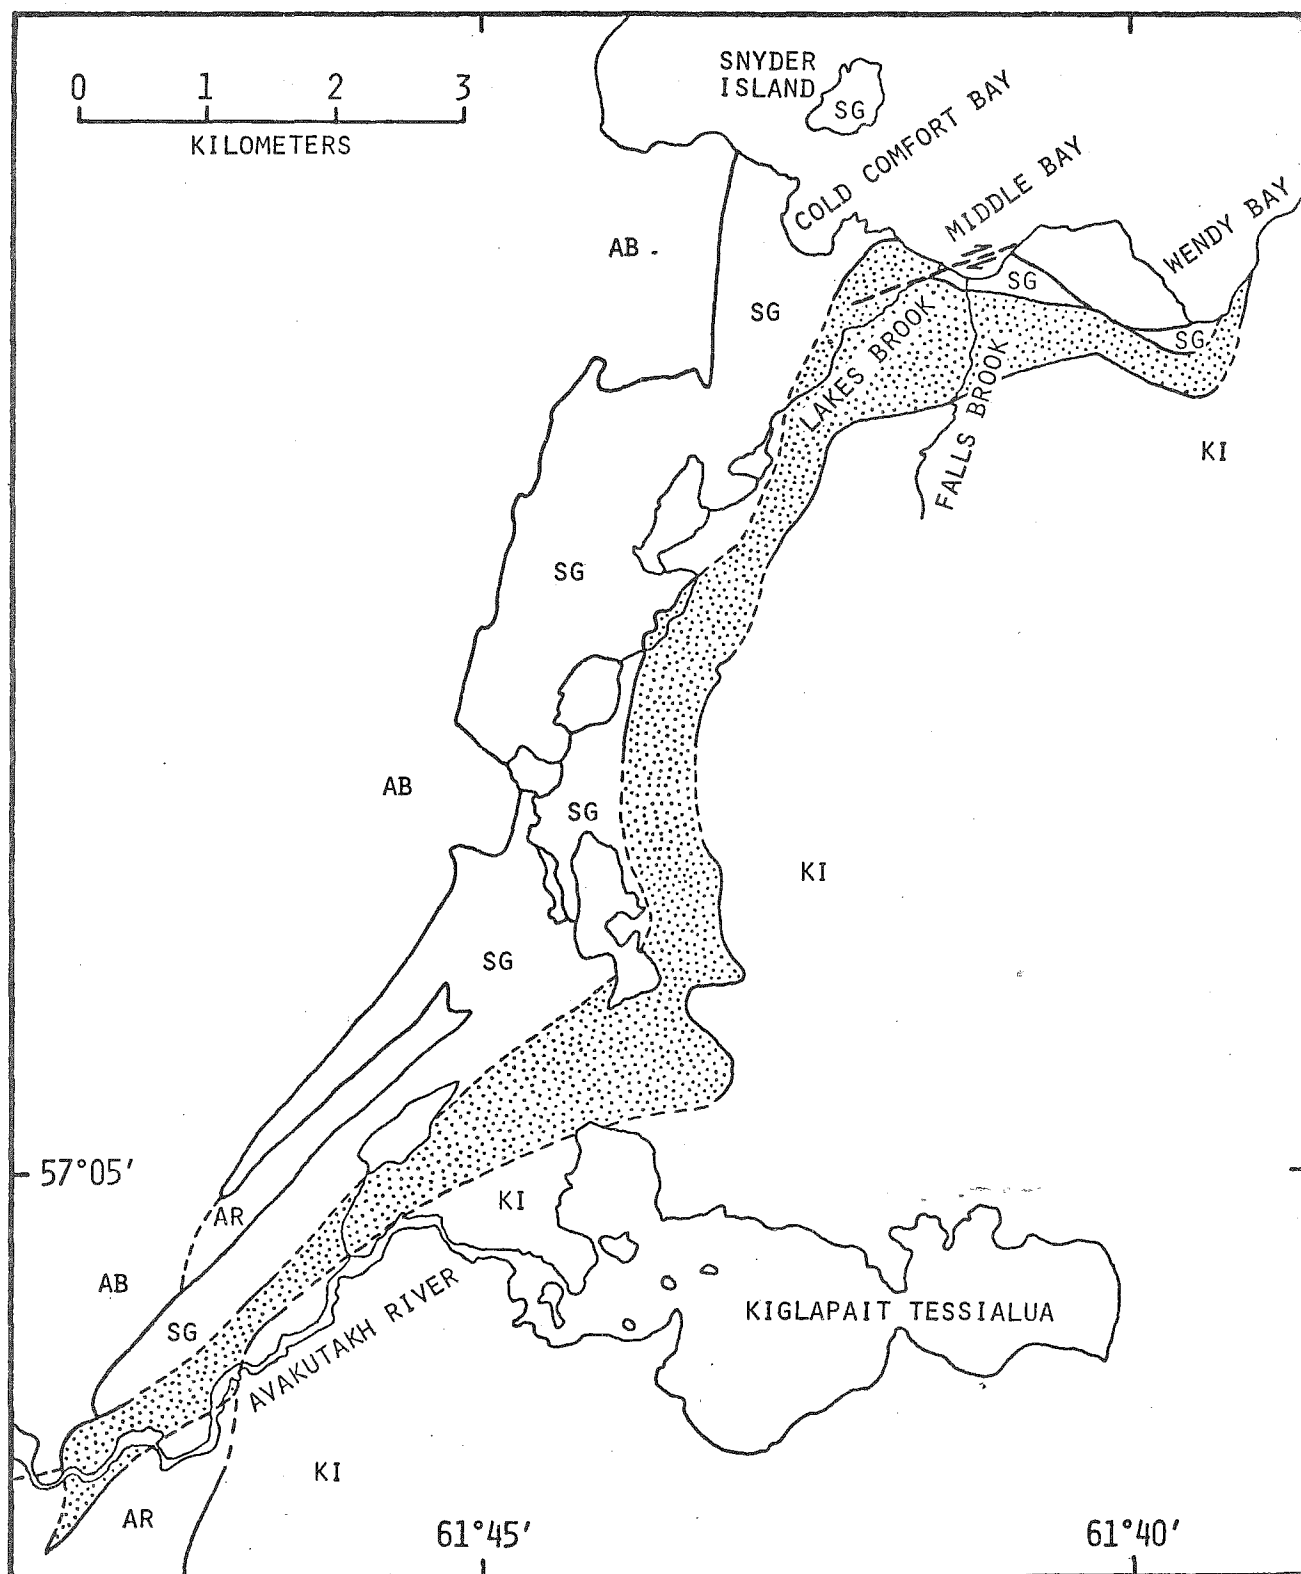 0 1 2 3
KILOMETERS
SNYDER
ISLAND
SG
COLD COMFORT BAY
MIDDLE BAY
WENDY BAY
AB
SG
SG
SG
LAKES BROOK
FALLS BROOK
KI
SG
AB
SG
KI
SG
57°05'
AR
KI
AB
SG
AVAKUTAKH RIVER
KIGLAPAIT TESSIALUA
KI
AR
61°45'
61°40'